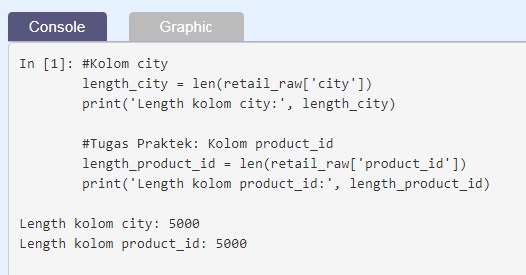 Console
Graphic
In [1]: #Kolom city
length_city = len(retail_raw['city'])
print('Length kolom city:', length_city)
#Tugas Praktek: Kolom product_id
length_product_id = len(retail_raw['product_id'])
print('Length kolom product_id:', length_product_id)
Length kolom city: 5000
Length kolom product_id: 5000